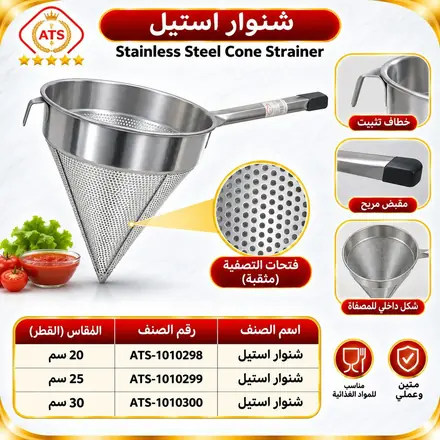 ATS
شنوار استيل
Stainless Steel Cone Strainer
خطاف تثبيت
مقبض مريح
فتحات التصفية
(مثقبة)
شكل داخلي للمصفاة
اسم الصنف رقم الصنف المُقاس (القطر)
شنوار استيل ATS-1010298 20 سم
شنوار استيل ATS-1010299 25 سم
شنوار استيل ATS-1010300 30 سم
مناسب
للمواد الغذائية
متين
وعملي